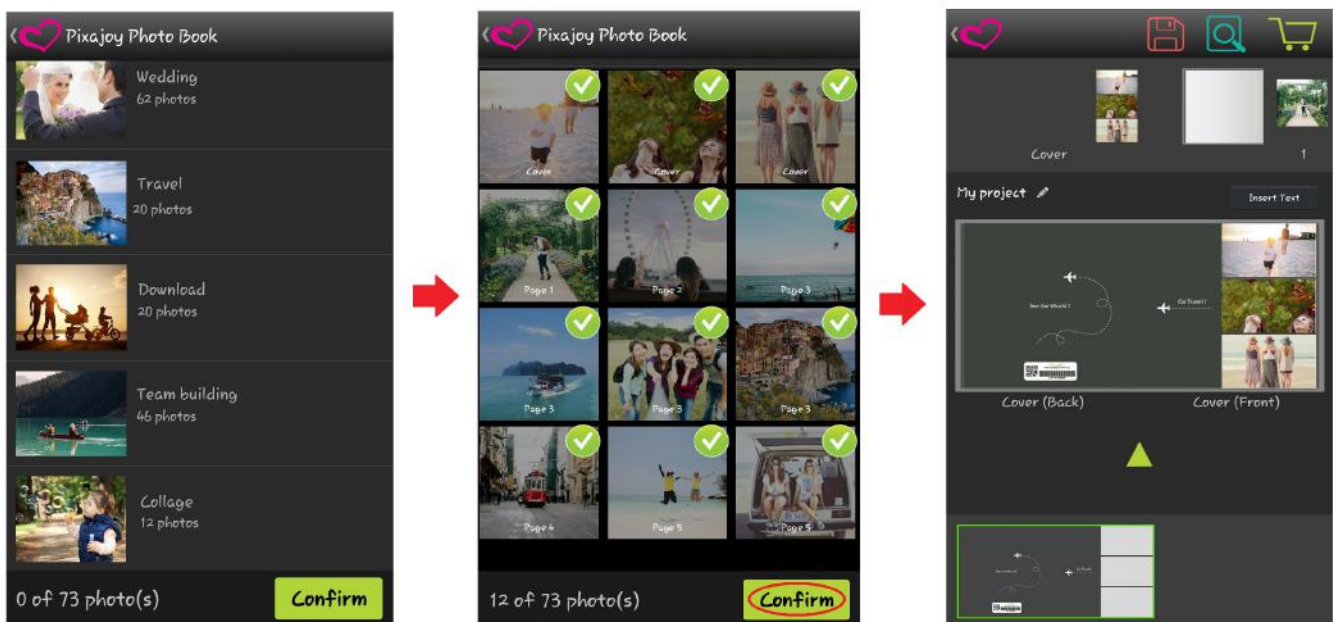 Pixajoy Photo Book
Wedding
62 photos
Travel
20 photos
Download
20 photos
Team building
46 photos
Collage
12 photos
0 of 73 photo(s)
Confirm
Pixajoy Photo Book
Cover
Cover
Cover
Page 1
Page 2
Page 3
Page 3
Page 3
Page 3
Page 4
Page 5
Page 5
12 of 73 photo(s)
Confirm
Cover
1
My project
Insert Text
See the World !
Go Travel !
Cover (Back)
Cover (Front)